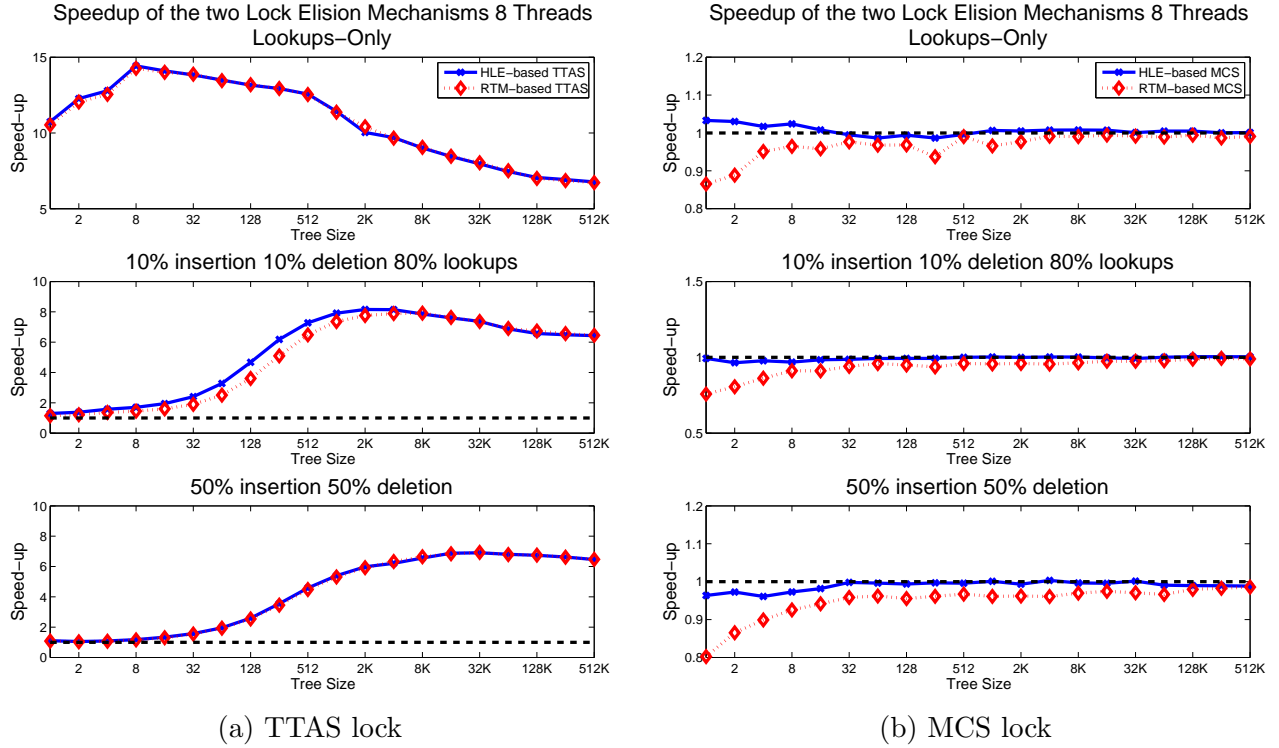 Speedup of the two Lock Elision Mechanisms 8 Threads
Lookups-Only
15
10
5
Speed-up
HLE-based TTAS
RTM-based TTAS
2 8 32 128 512 2K 8K 32K 128K 512K
Tree Size
10% insertion 10% deletion 80% lookups
10
8
6
4
2
0
Speed-up
2 8 32 128 512 2K 8K 32K 128K 512K
Tree Size
50% insertion 50% deletion
10
8
6
4
2
0
Speed-up
2 8 32 128 512 2K 8K 32K 128K 512K
Tree Size
(a) TTAS lock
Speedup of the two Lock Elision Mechanisms 8 Threads
Lookups-Only
1.2
1.1
1
0.9
0.8
Speed-up
HLE-based MCS
RTM-based MCS
2 8 32 128 512 2K 8K 32K 128K 512K
Tree Size
10% insertion 10% deletion 80% lookups
1.5
1
0.5
Speed-up
2 8 32 128 512 2K 8K 32K 128K 512K
Tree Size
50% insertion 50% deletion
1.2
1.1
1
0.9
0.8
Speed-up
2 8 32 128 512 2K 8K 32K 128K 512K
Tree Size
(b) MCS lock